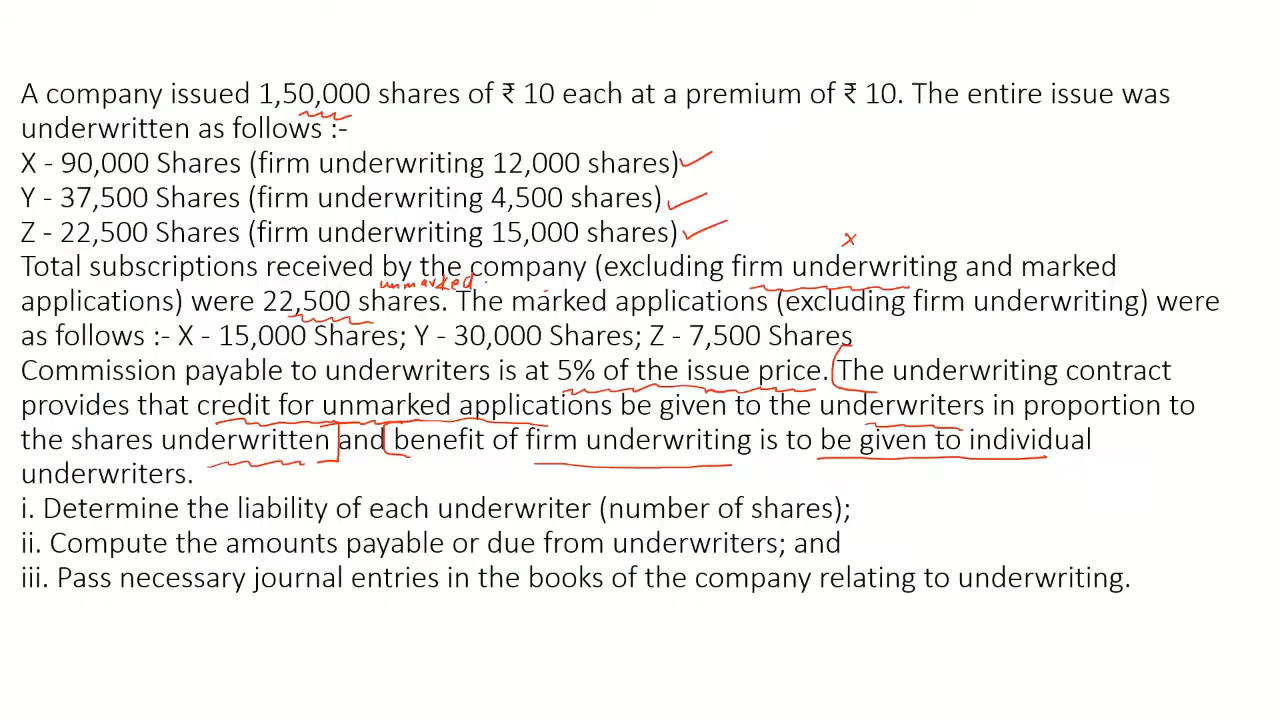 A company issued 1,50,000 shares of ₹ 10 each at a premium of ₹ 10. The entire issue was
underwritten as follows :-
X - 90,000 Shares (firm underwriting 12,000 shares)
Y - 37,500 Shares (firm underwriting 4,500 shares)
Z - 22,500 Shares (firm underwriting 15,000 shares)
x
Total subscriptions received by the company (excluding firm underwriting and marked
unmarked
applications) were 22,500 shares. The marked applications (excluding firm underwriting) were
as follows :- X - 15,000 Shares; Y - 30,000 Shares; Z - 7,500 Shares
Commission payable to underwriters is at 5% of the issue price. The underwriting contract
provides that credit for unmarked applications be given to the underwriters in proportion to
the shares underwritten and benefit of firm underwriting is to be given to individual
underwriters.
i. Determine the liability of each underwriter (number of shares);
ii. Compute the amounts payable or due from underwriters; and
iii. Pass necessary journal entries in the books of the company relating to underwriting.